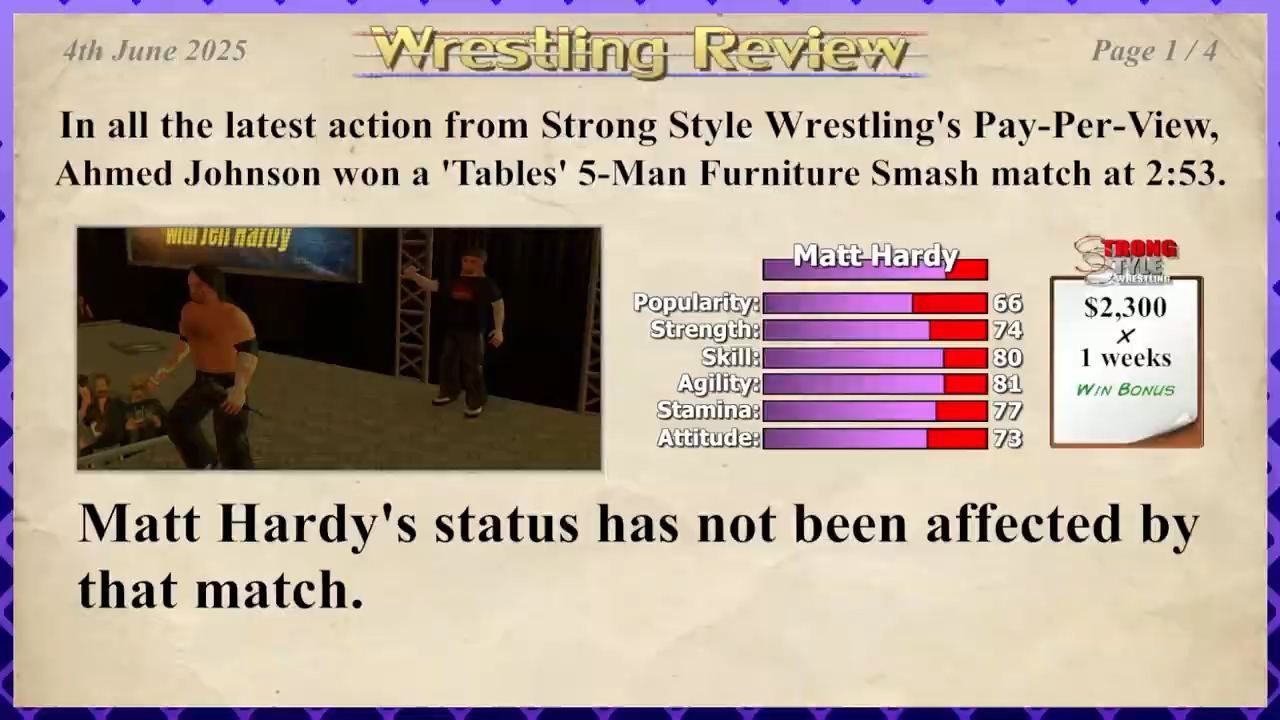 4th June 2025
Wrestling Review
Page 1 / 4
In all the latest action from Strong Style Wrestling's Pay-Per-View,
Ahmed Johnson won a 'Tables' 5-Man Furniture Smash match at 2:53.
with Jeff Hardy
Matt Hardy
Popularity: 66
Strength: 74
Skill: 80
Agility: 81
Stamina: 77
Attitude: 73
STRONG
STYLE
WRESTLING
$2,300
x
1 weeks
WIN BONUS
Matt Hardy's status has not been affected by
that match.